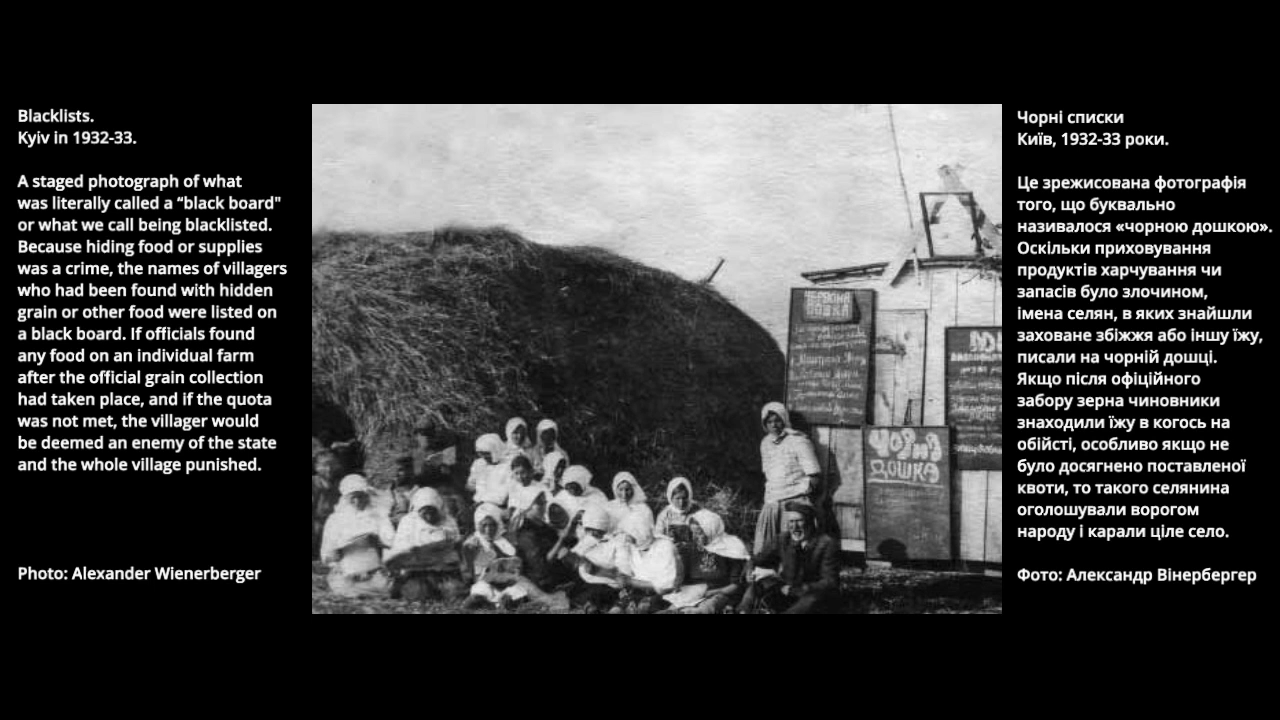 Blacklists.
Kyiv in 1932-33.
A staged photograph of what
was literally called a “black board"
or what we call being blacklisted.
Because hiding food or supplies
was a crime, the names of villagers
who had been found with hidden
grain or other food were listed on
a black board. If officials found
any food on an individual farm
after the official grain collection
had taken place, and if the quota
was not met, the villager would
be deemed an enemy of the state
and the whole village punished.
Photo: Alexander Wienerberger
ЧЕРВОНА
ДОШКА
ЧОРНА
ДОШКА
Чорні списки
Київ, 1932-33 роки.
Це зрежисована фотографія
того, що буквально
називалося «чорною дошкою».
Оскільки приховування
продуктів харчування чи
запасів було злочином,
імена селян, в яких знайшли
заховане збіжжя або іншу їжу,
писали на чорній дошці.
Якщо після офіційного
забору зерна чиновники
знаходили їжу в когось на
обійсті, особливо якщо не
було досягнено поставленої
квоти, то такого селянина
оголошували ворогом
народу і карали ціле село.
Фото: Александр Вінербергер